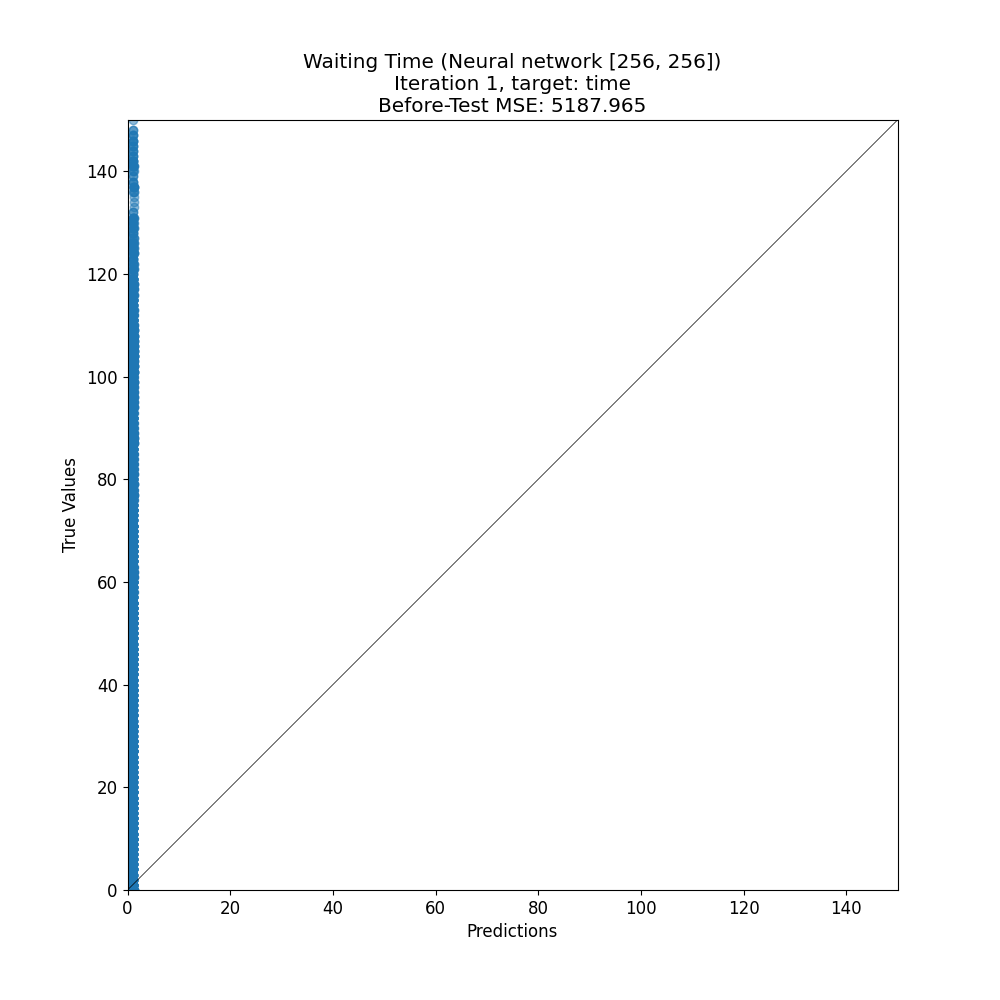 Waiting Time (Neural network [256, 256])
Iteration 1, target: time
Before-Test MSE: 5187.965
140
120
100
80
60
40
20
0
True Values
0 20 40 60 80 100 120 140
Predictions